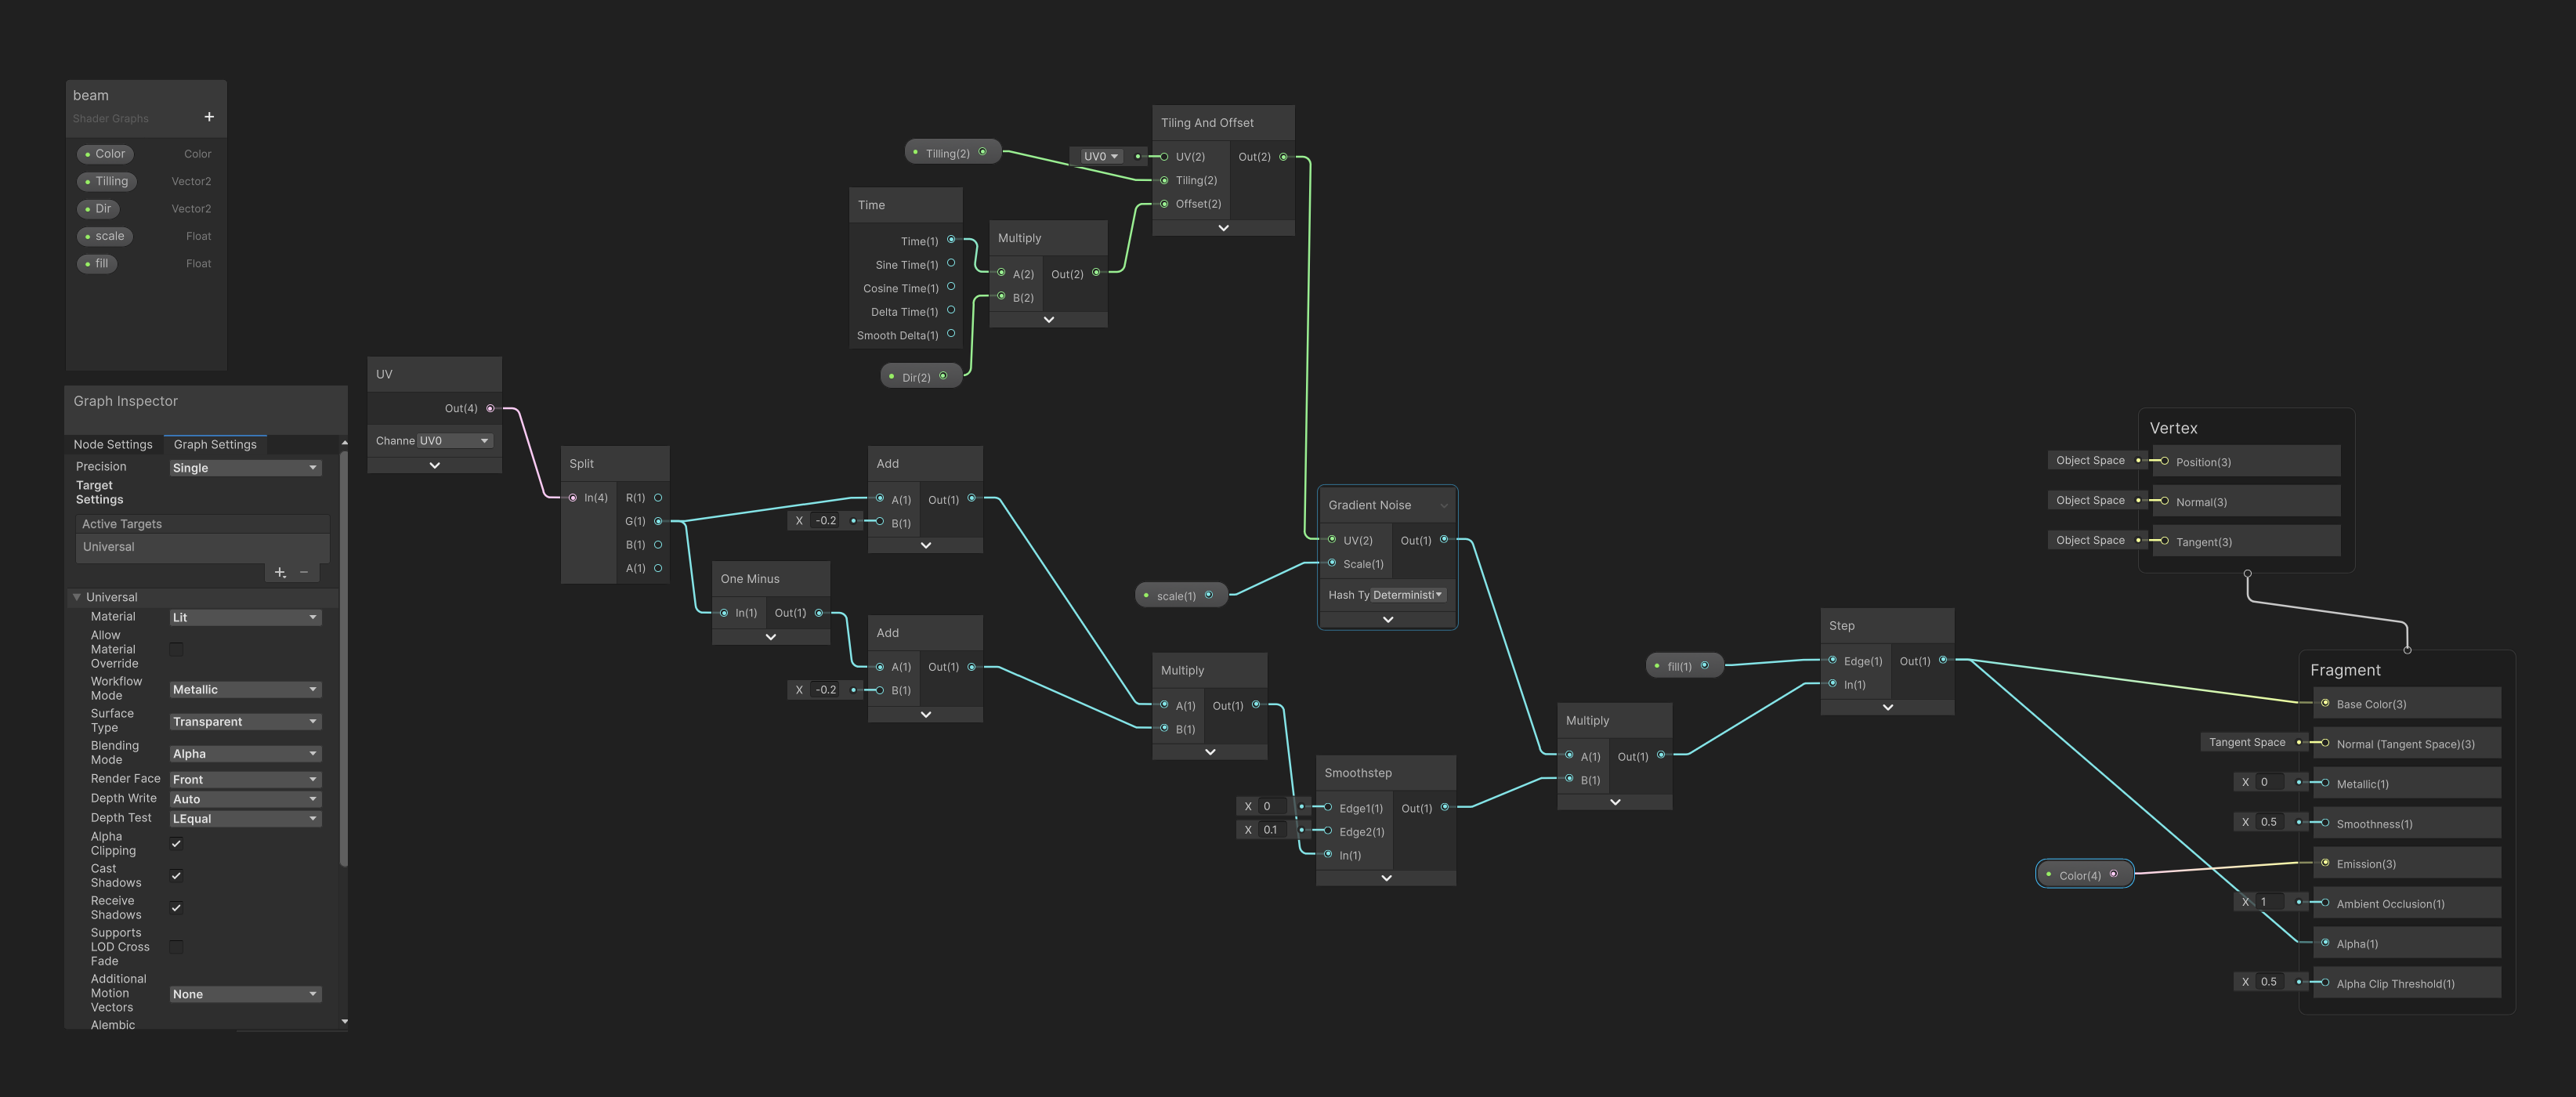 beam
Shader Graphs
+
Color Color
Tilling Vector2
Dir Vector2
scale Float
fill Float
Graph Inspector
Node Settings Graph Settings
Precision Single
Target
Settings
Active Targets
Universal
+ −
Universal
Material Lit
Allow
Material
Override
Workflow
Mode Metallic
Surface
Type Transparent
Blending
Mode Alpha
Render Face Front
Depth Write Auto
Depth Test LEqual
Alpha
Clipping
Cast
Shadows
Receive
Shadows
Supports
LOD Cross
Fade
Additional
Motion
Vectors None
Alembic
UV
Out(4)
Channe UV0
Split
In(4) R(1)
G(1)
B(1)
A(1)
Tilling(2)
Time
Time(1)
Sine Time(1)
Cosine Time(1)
Delta Time(1)
Smooth Delta(1)
Dir(2)
Multiply
A(2) Out(2)
B(2)
Tiling And Offset
UV0 UV(2) Out(2)
Tiling(2)
Offset(2)
Add
A(1) Out(1)
X -0.2 B(1)
One Minus
In(1) Out(1)
Add
A(1) Out(1)
X -0.2 B(1)
scale(1)
Gradient Noise
UV(2) Out(1)
Scale(1)
Hash Ty Deterministi
Multiply
A(1) Out(1)
B(1)
Smoothstep
X 0 Edge1(1) Out(1)
X 0.1 Edge2(1)
In(1)
Multiply
A(1) Out(1)
B(1)
fill(1)
Step
Edge(1) Out(1)
In(1)
Vertex
Object Space Position(3)
Object Space Normal(3)
Object Space Tangent(3)
Fragment
Base Color(3)
Tangent Space Normal (Tangent Space)(3)
X 0 Metallic(1)
X 0.5 Smoothness(1)
Color(4) Emission(3)
X 1 Ambient Occlusion(1)
Alpha(1)
X 0.5 Alpha Clip Threshold(1)